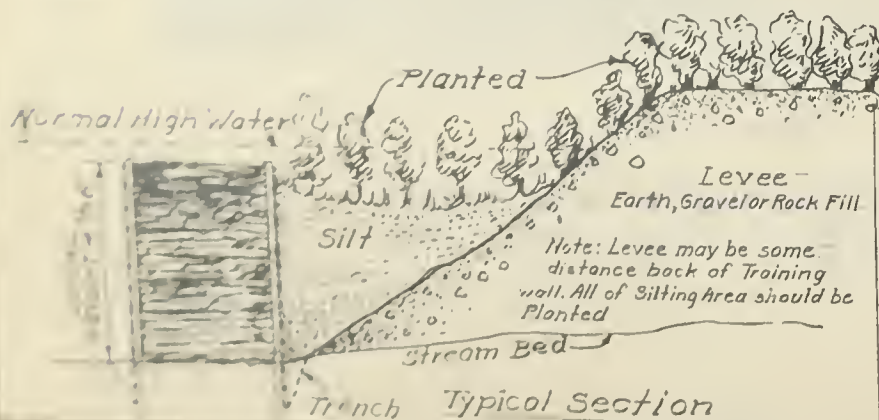 Planted
Normal High Water
Levee-
Earth, Gravel or Rock Fill
Silt
Note: Levee may be some
distance back of Training
wall. All of Silting Area should be
Planted
Stream Bed
Trench
Typical Section